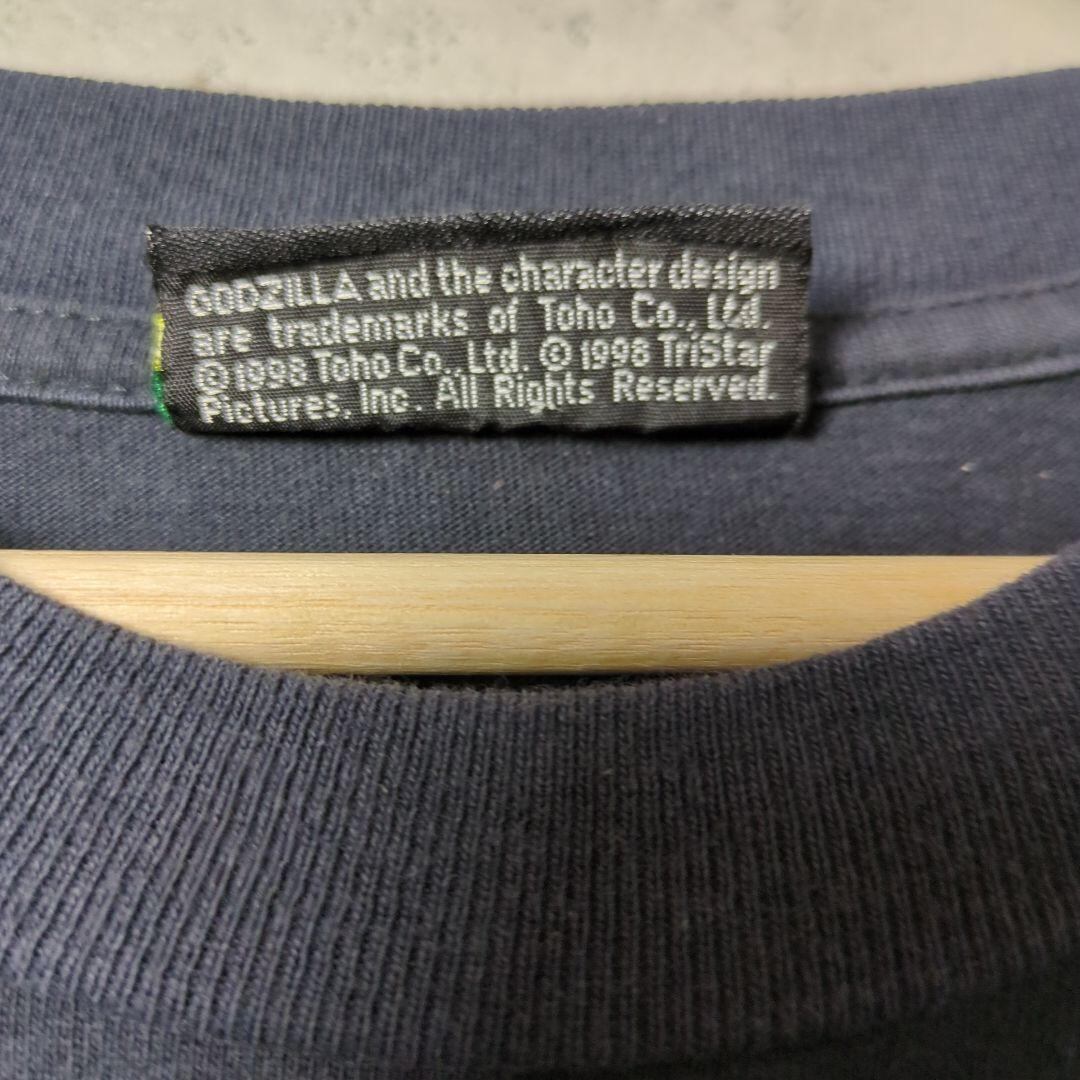 GODZILLA and the character design
are trademarks of Toho Co., Ltd.
© 1998 Toho Co., Ltd. © 1998 TriStar
Pictures, Inc. All Rights Reserved.